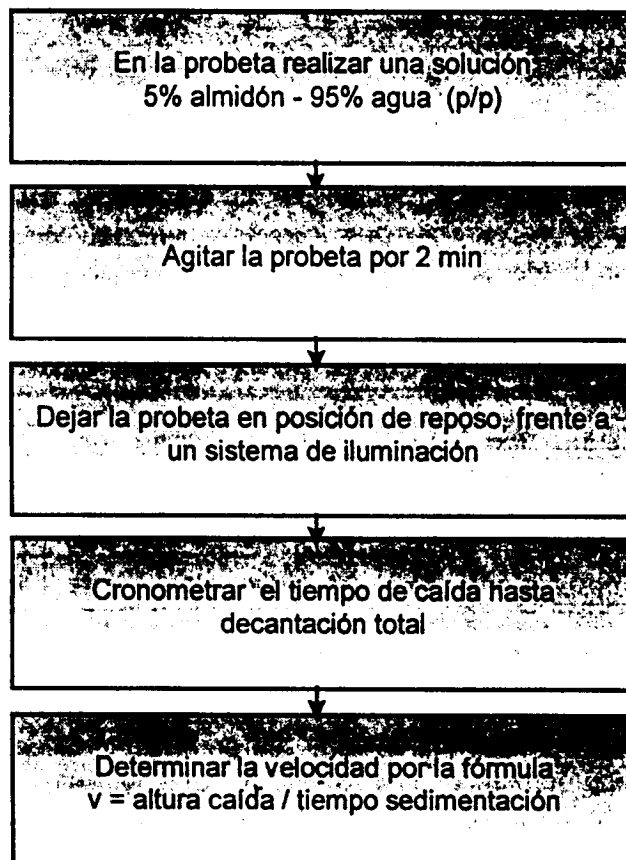 En la probeta realizar una solución
5% almidón - 95% agua (p/p)
Agitar la probeta por 2 min
Dejar la probeta en posición de reposo, frente a
un sistema de iluminación
Cronometrar el tiempo de caída hasta
decantación total
Determinar la velocidad por la fórmula
v = altura caída / tiempo sedimentación